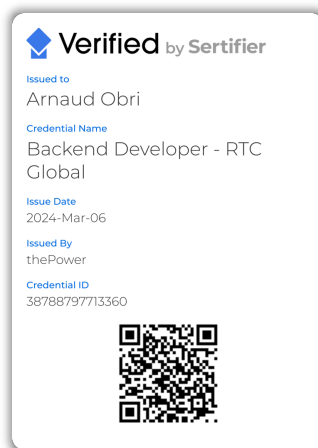 Verified by Sertifier
Issued to
Arnaud Obri
Credential Name
Backend Developer - RTC
Global
Issue Date
2024-Mar-06
Issued By
thePower
Credential ID
38788797713360